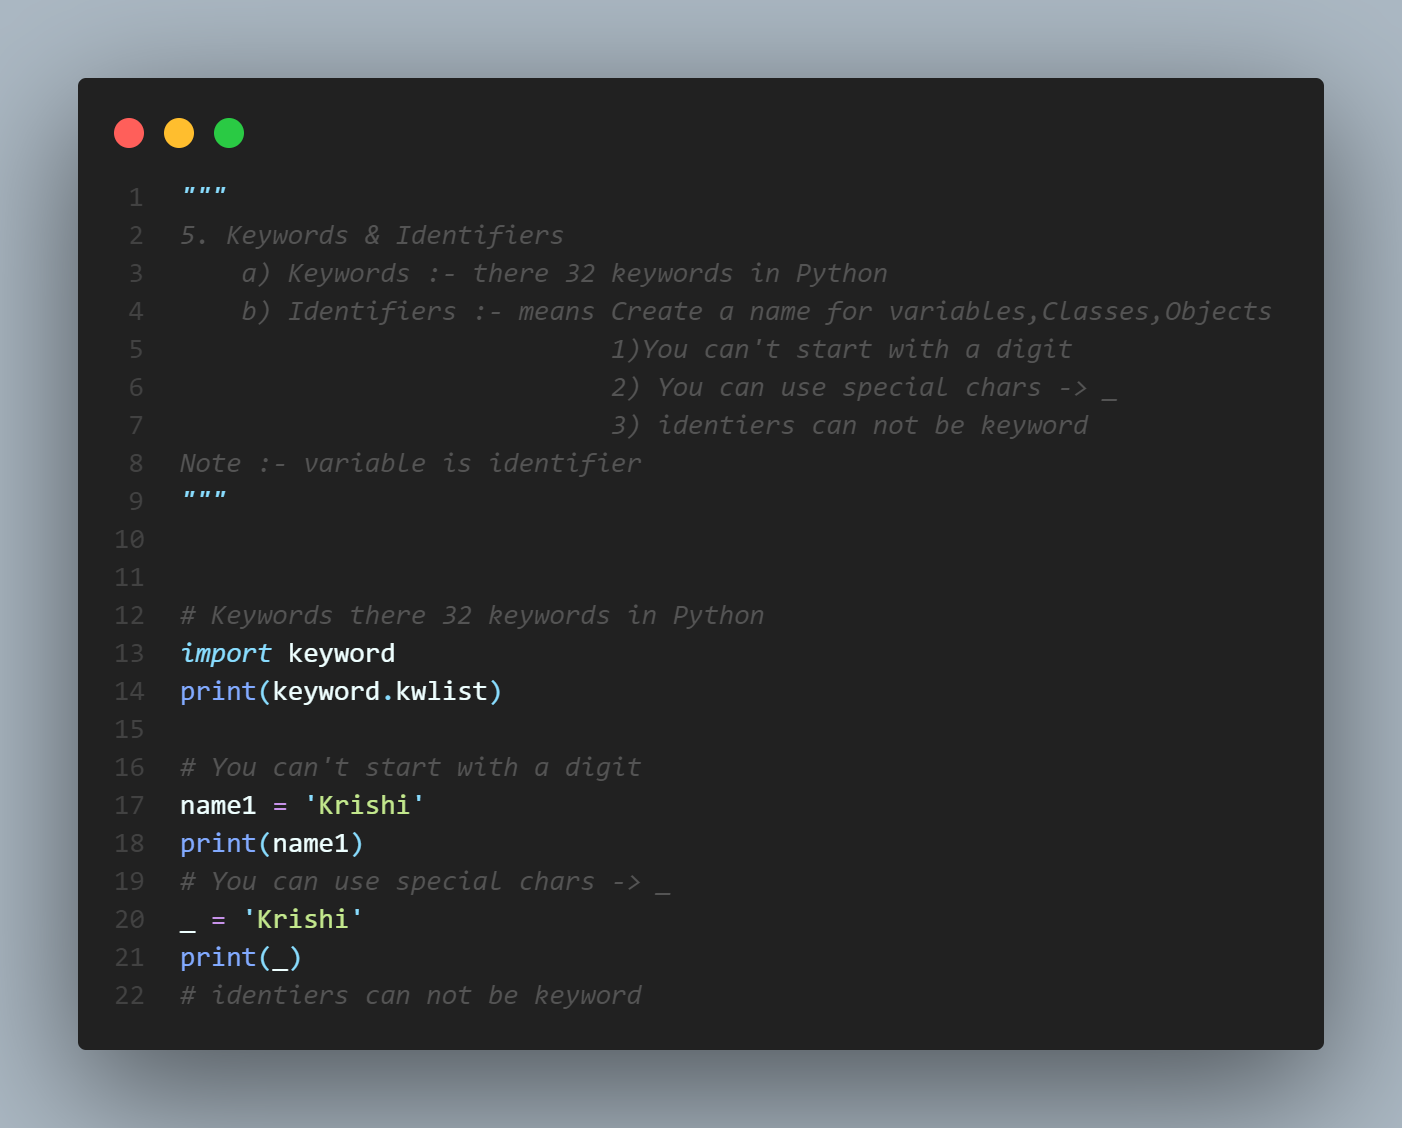 1 """
2 5. Keywords & Identifiers
3     a) Keywords :- there 32 keywords in Python
4     b) Identifiers :- means Create a name for variables,Classes,Objects
5                             1)You can't start with a digit
6                             2) You can use special chars -> _
7                             3) identiers can not be keyword
8 Note :- variable is identifier
9 """
10
11
12 # Keywords there 32 keywords in Python
13 import keyword
14 print(keyword.kwlist)
15
16 # You can't start with a digit
17 name1 = 'Krishi'
18 print(name1)
19 # You can use special chars -> _
20 _ = 'Krishi'
21 print(_)
22 # identiers can not be keyword